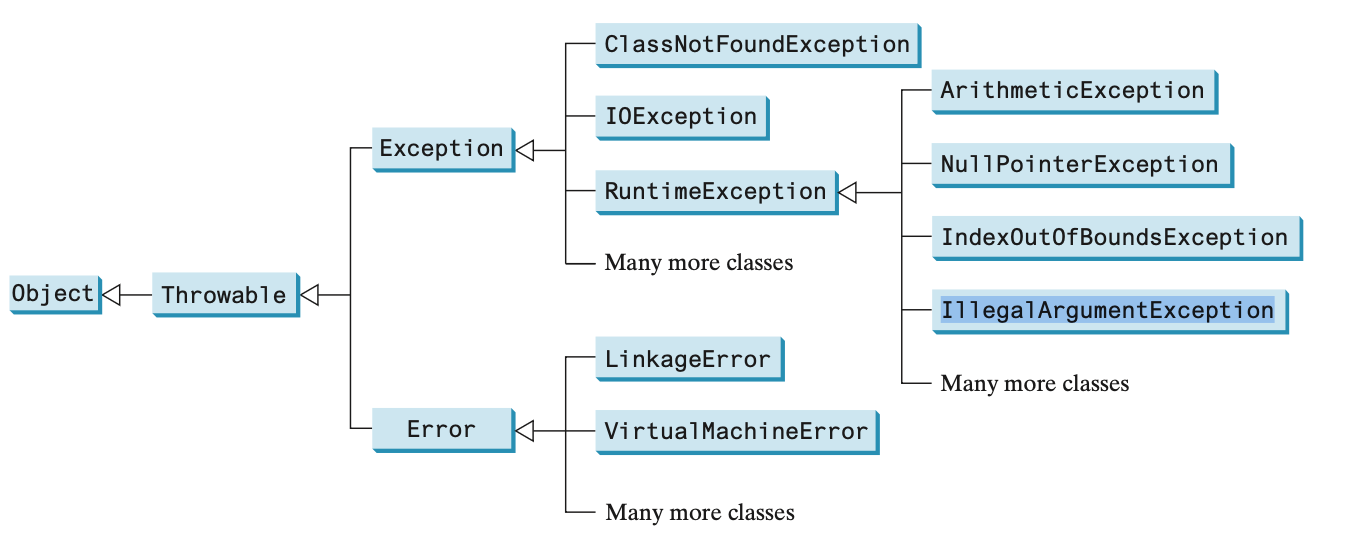 ClassNotFoundException
ArithmeticException
IOException
Exception
NullPointerException
RuntimeException
IndexOutOfBoundsException
Many more classes
Object
Throwable
IllegalArgumentException
LinkageError
Many more classes
Error
VirtualMachineError
Many more classes